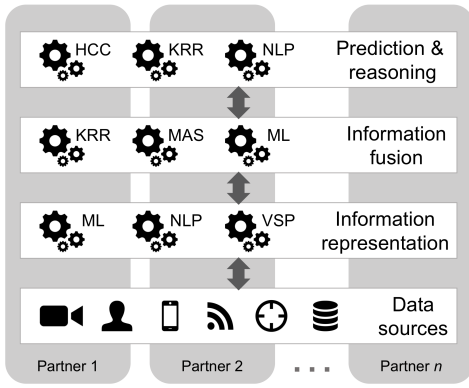 HCC KRR NLP Prediction &
reasoning
KRR MAS ML Information
fusion
ML NLP VSP Information
representation
Data
sources
Partner 1 Partner 2 ... Partner n